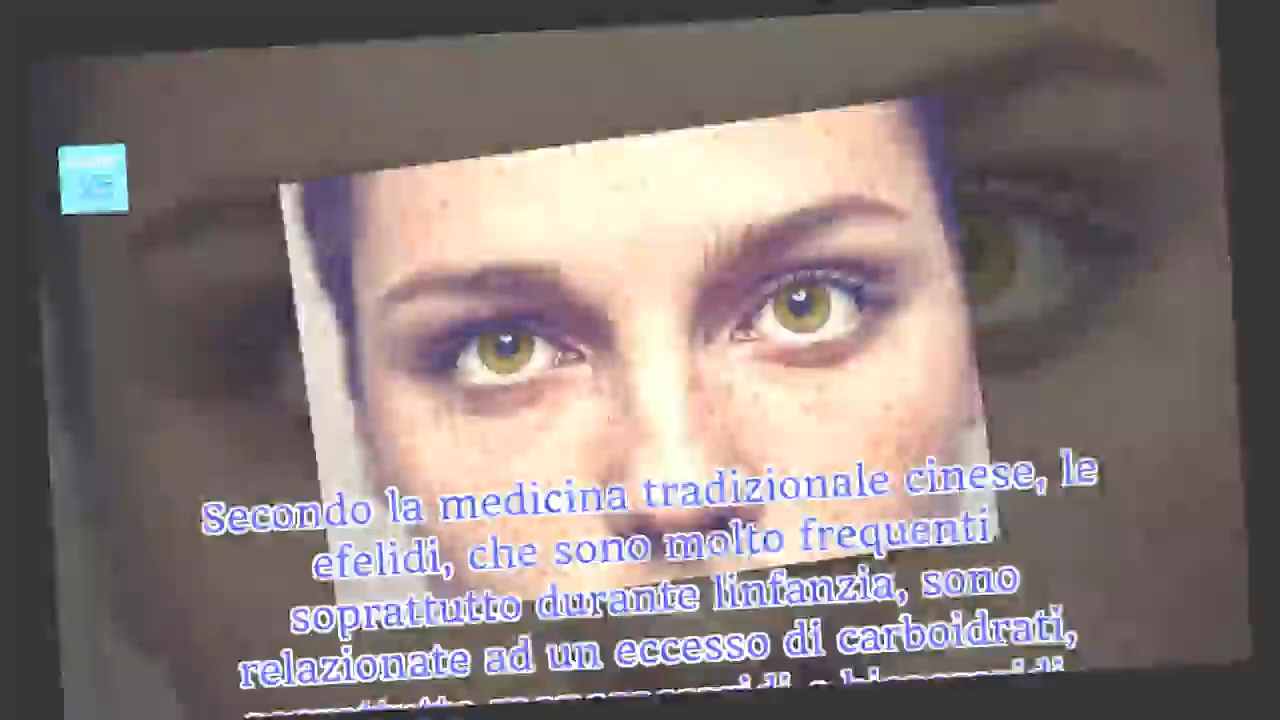 Secondo la medicina tradizionale cinese, le
efelidi, che sono molto frequenti
soprattutto durante linfanzia, sono
relazionate ad un eccesso di carboidrati,